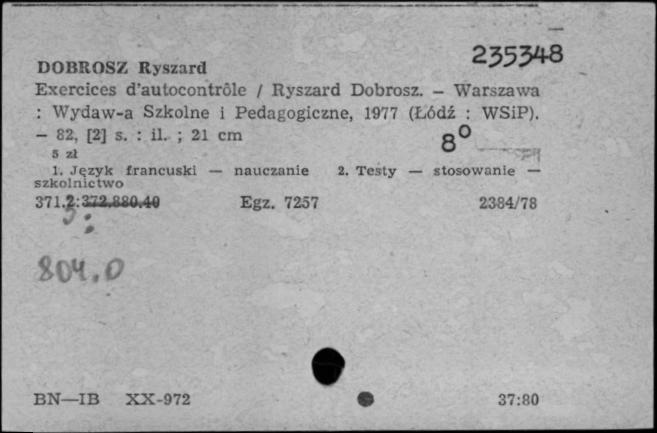 235348
DOBROSZ Ryszard
Exercices d'autocontrôle / Ryszard Dobrosz. — Warszawa
: Wydaw-a Szkolne i Pedagogiczne, 1977 (Łódź : WSiP).
— 82, [2] s. : il. ; 21 cm
8°
5 zł
1. Język francuski — nauczanie 2. Testy — stosowanie —
szkolnictwo
371.2:372.880.40 Egz. 7257 2384/78
3:
804.0
BN—IB XX-972 37:80